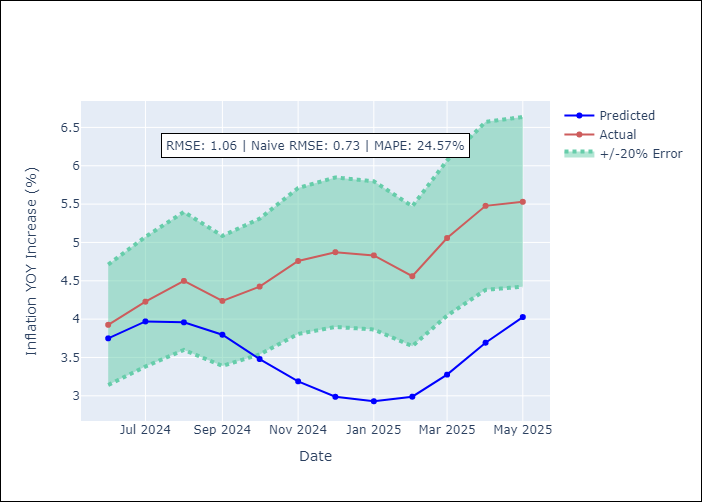 RMSE: 1.06 | Naive RMSE: 0.73 | MAPE: 24.57%
Predicted
Actual
+/-20% Error
Inflation YOY Increase (%)
6.5
6
5.5
5
4.5
4
3.5
3
Jul 2024
Sep 2024
Nov 2024
Jan 2025
Mar 2025
May 2025
Date